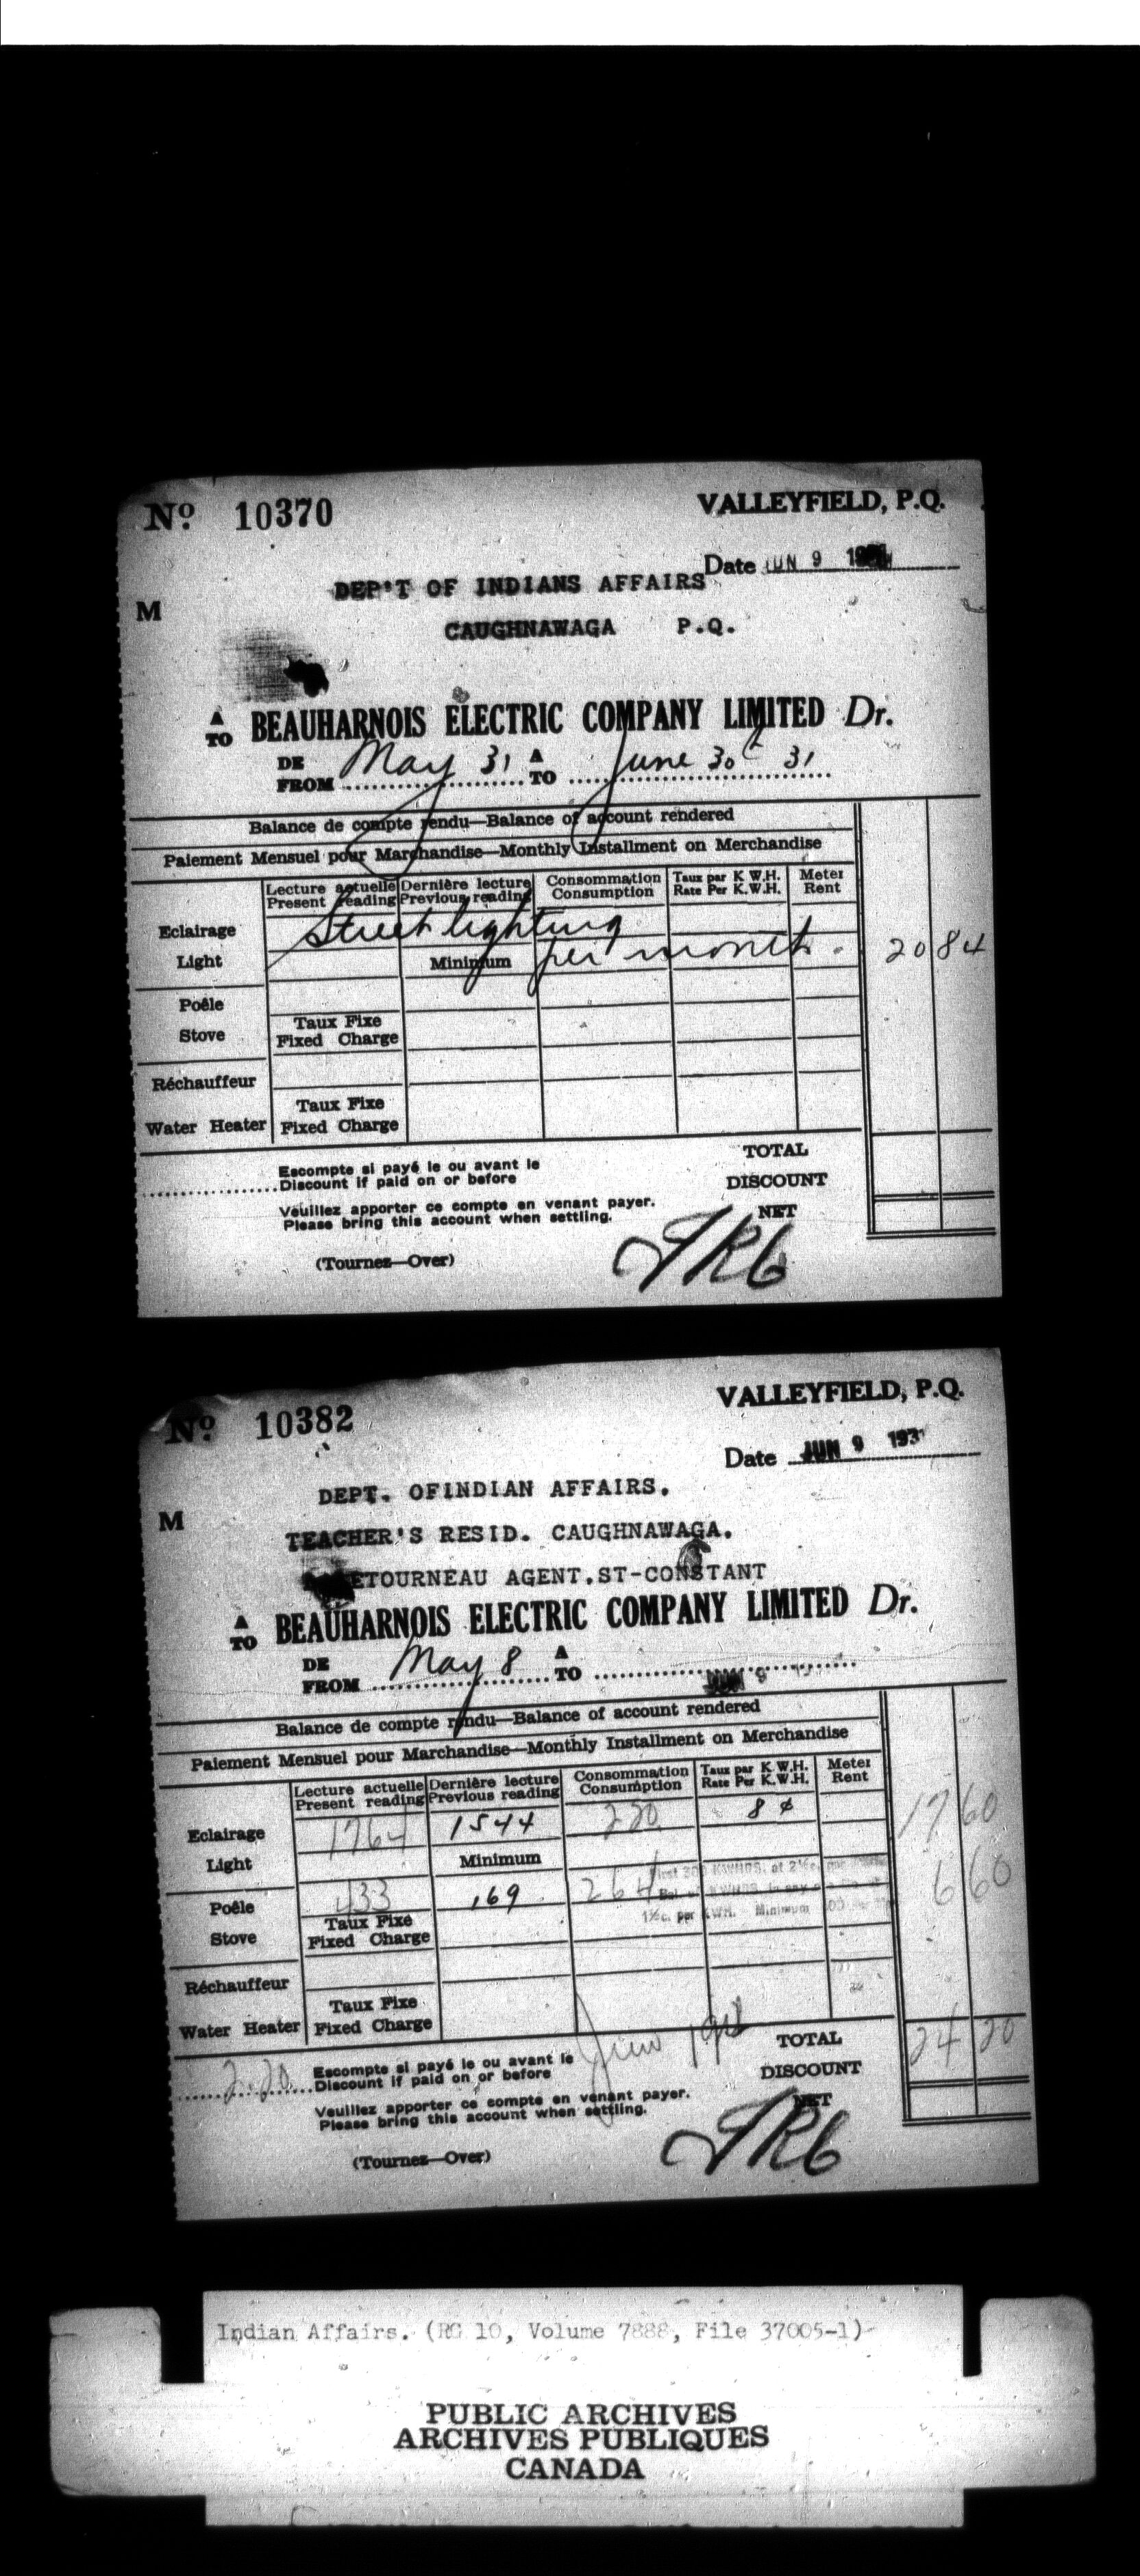 No. 10370
VALLEYFIELD, P.Q.
Date JUN 9
DEP'T OF INDIANS AFFAIRS
M
CAUGHNAWAGA P.Q.
A TO BEAUHARNOIS ELECTRIC COMPANY LIMITED Dr.
DE FROM May 31 A TO June 30th 31
Balance de compte rendu—Balance of account rendered
Paiement Mensuel pour Marchandise—Monthly Installment on Merchandise
Lecture actuelle Dernière lecture Consommation Taux par K W.H. Meter
Present reading Previous reading Consumption Rate Per K.W.H. Rent
Eclairage Street lighting
Light Minimum per month. 20 84
Poêle
Stove Taux Fixe
Fixed Charge
Réchauffeur
Taux Fixe
Water Heater Fixed Charge
TOTAL
Escompte si payé le ou avant le
Discount if paid on or before DISCOUNT
Veuillez apporter ce compte en venant payer. NET
Please bring this account when settling.
(Tournez—Over)
No. 10382
VALLEYFIELD, P.Q.
Date JUN 9 193
DEPT. OFINDIAN AFFAIRS.
M
TEACHER'S RESID. CAUGHNAWAGA.
ETOURNEAU AGENT.ST-CONSTANT
A TO BEAUHARNOIS ELECTRIC COMPANY LIMITED Dr.
DE FROM May 8 A TO JUN 9
Balance de compte rendu—Balance of account rendered
Paiement Mensuel pour Marchandise—Monthly Installment on Merchandise
Lecture actuelle Dernière lecture Consommation Taux par K W.H. Meter
Present reading Previous reading Consumption Rate Per K.W.H. Rent
Eclairage 1764 1544 220 8 ¢ 17 60
Light Minimum
Poêle 433 169 264 6 60
Stove Taux Fixe
Fixed Charge
1½c. per KWH. Minimum
Réchauffeur
Taux Fixe
Water Heater Fixed Charge
TOTAL 24 20
2.20 Escompte si payé le ou avant le
Discount if paid on or before June 19th DISCOUNT
Veuillez apporter ce compte en venant payer. NET
Please bring this account when settling.
(Tournez—Over)
Indian Affairs. (RG 10, Volume 7888, File 37005-1)
PUBLIC ARCHIVES
ARCHIVES PUBLIQUES
CANADA